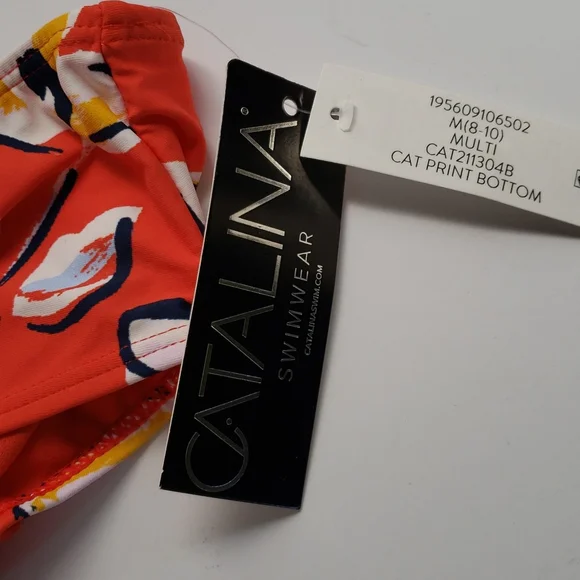 CATALINA
SWIMWEAR
CATALINASWIM.COM
195609106502
M(8-10)
MULTI
CAT211304B
CAT PRINT BOTTOM